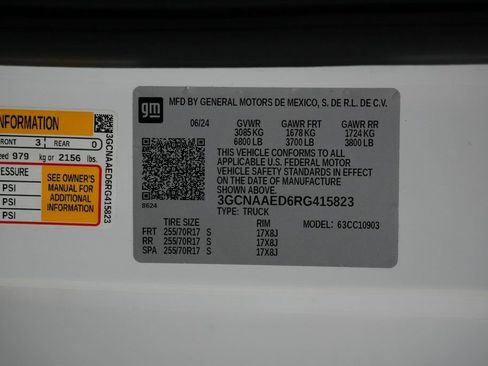 INFORMATION
FRONT 3 REAR 0
979 kg or 2156 lbs.
PRESSURE
PSI
PSI
PSI
SEE OWNER'S
MANUAL FOR
ADDITIONAL
INFORMATION
3GCNAAED6RG415823
gm
MFD BY GENERAL MOTORS DE MEXICO, S. DE R.L. DE C.V.
06/24 GVWR GAWR FRT GAWR RR
3085 KG 1678 KG 1724 KG
6800 LB 3700 LB 3800 LB
THIS VEHICLE CONFORMS TO ALL
APPLICABLE U.S. FEDERAL MOTOR
VEHICLE SAFETY STANDARDS IN EFFECT
ON THE DATE OF MANUFACTURE
SHOWN ABOVE.
3GCNAAED6RG415823
8624
TYPE: TRUCK
TIRE SIZE RIM MODEL: 63CC10903
FRT 255/70R17 S 17X8J
RR 255/70R17 S 17X8J
SPA 255/70R17 S 17X8J